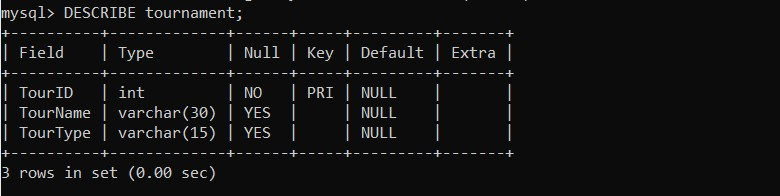 mysql> DESCRIBE tournament;
+----------+-------------+------+-----+---------+-------+
| Field    | Type        | Null | Key | Default | Extra |
+----------+-------------+------+-----+---------+-------+
| TourID   | int         | NO   | PRI | NULL    |       |
| TourName | varchar(30) | YES  |     | NULL    |       |
| TourType | varchar(15) | YES  |     | NULL    |       |
+----------+-------------+------+-----+---------+-------+
3 rows in set (0.00 sec)